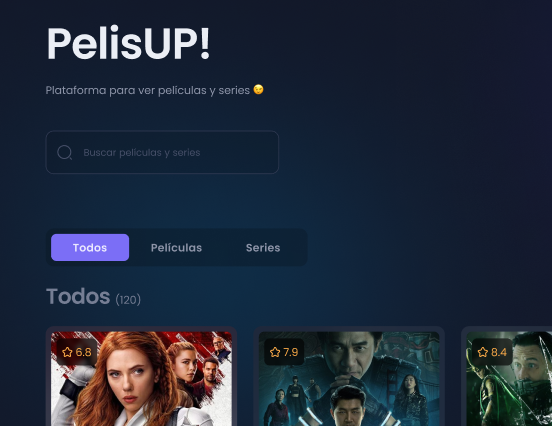 PelisUP!
Plataforma para ver películas y series 😏
Buscar películas y series
Todos Películas Series
Todos (120)
6.8 7.9 8.4